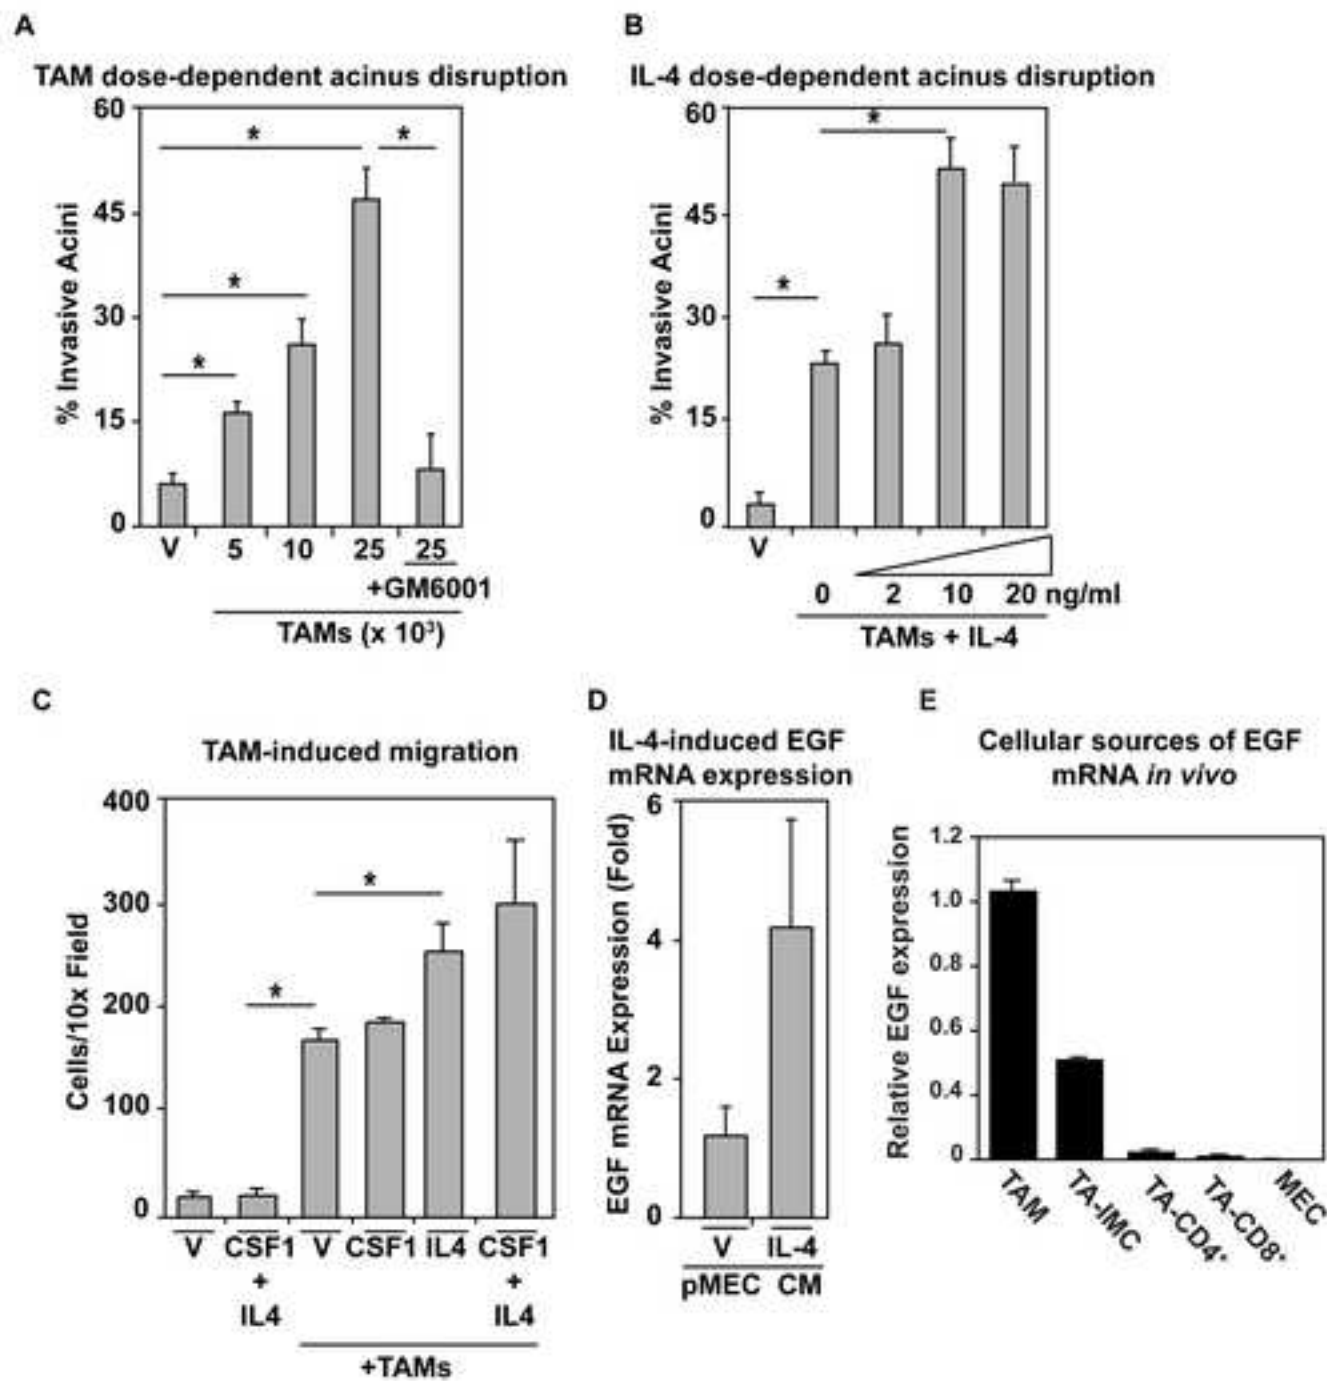 A
TAM dose-dependent acinus disruption
% Invasive Acini
60
45
30
15
0
*
*
*
*
V 5 10 25 25
+GM6001
TAMs (x 10³)
B
IL-4 dose-dependent acinus disruption
% Invasive Acini
60
45
30
15
0
*
*
V
0 2 10 20 ng/ml
TAMs + IL-4
C
TAM-induced migration
Cells/10x Field
400
300
200
100
0
*
*
V CSF1 V CSF1 IL4 CSF1
+ +
IL4 IL4
+TAMs
D
IL-4-induced EGF
mRNA expression
EGF mRNA Expression (Fold)
6
4
2
0
V IL-4
pMEC CM
E
Cellular sources of EGF
mRNA in vivo
Relative EGF expression
1.2
1.0
0.8
0.6
0.4
0
TAM
TA-IMC
TA-CD4+
TA-CD8+
MEC